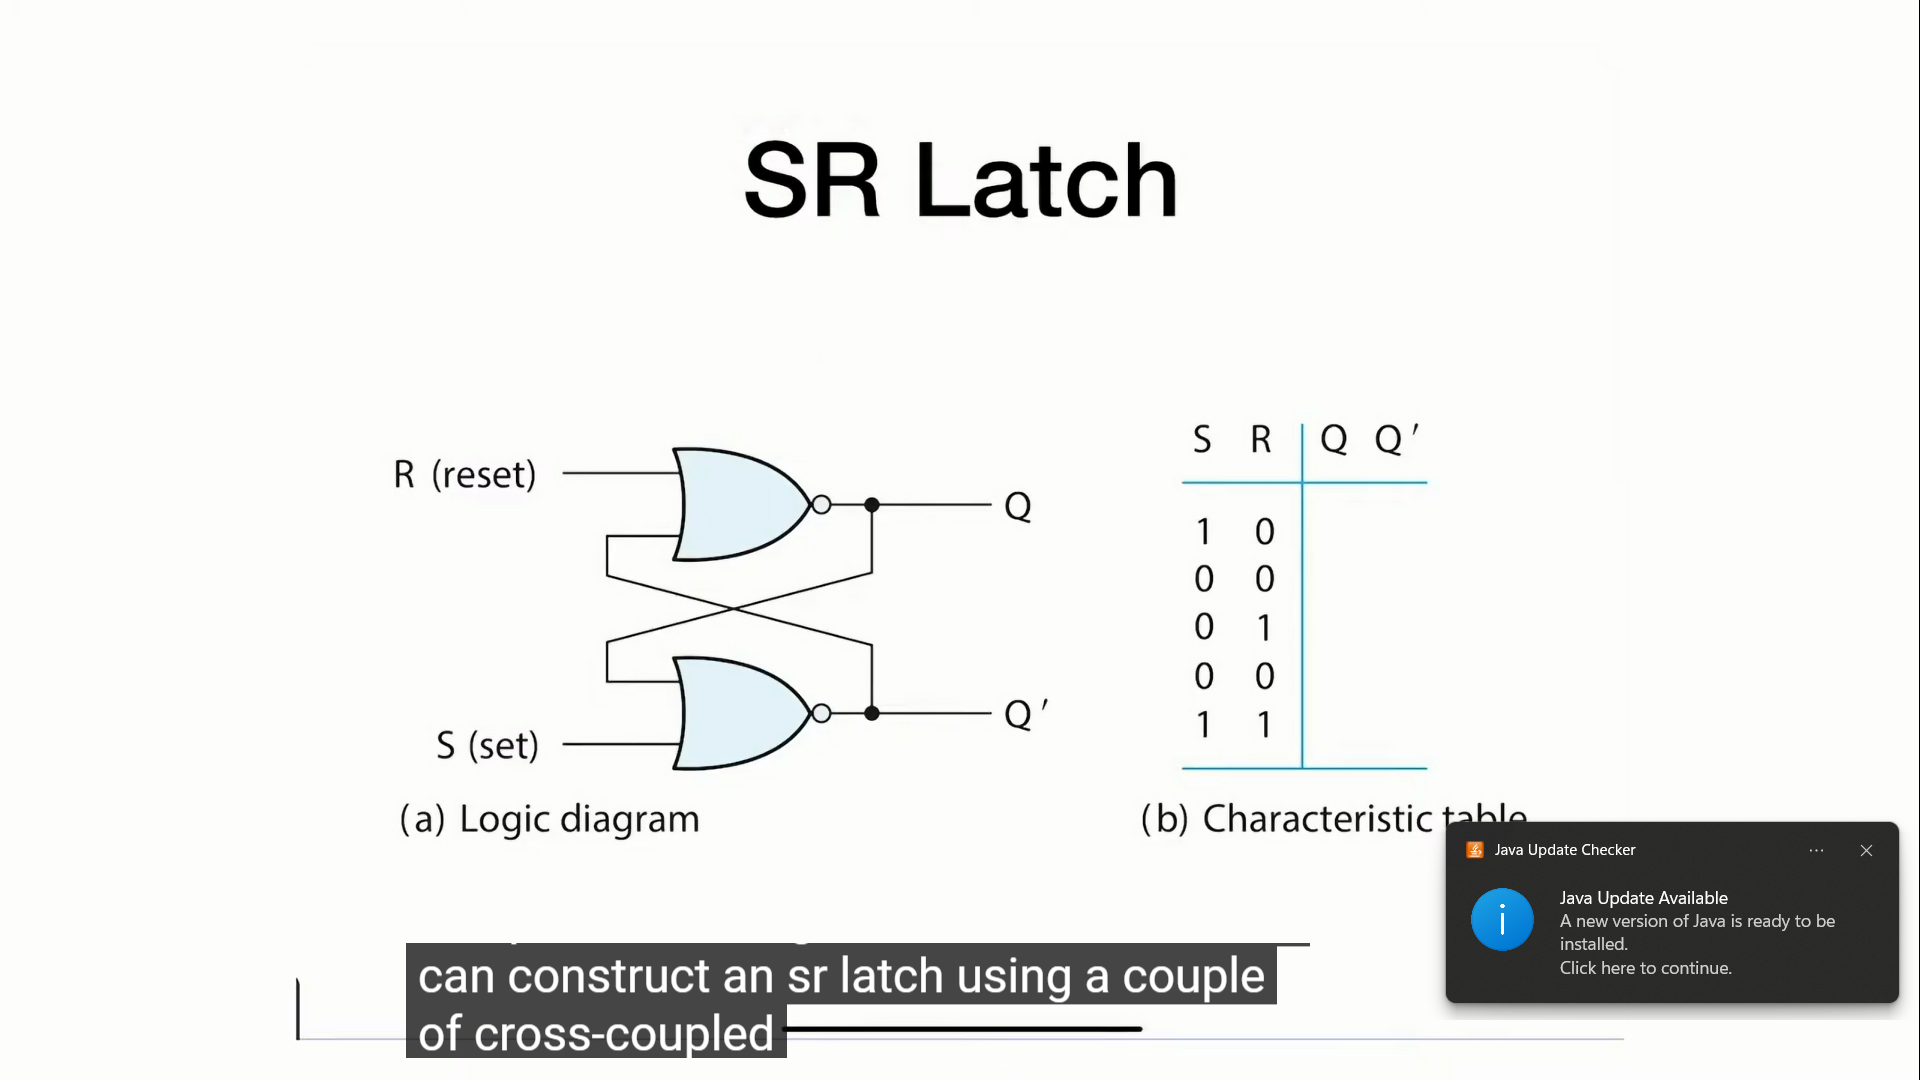 SR Latch
R (reset)
Q
S (set)
Q ′
(a) Logic diagram
S R Q Q ′
1 0
0 0
0 1
0 0
1 1
(b) Characteristic table
can construct an sr latch using a couple
of cross-coupled
Java Update Checker
Java Update Available
A new version of Java is ready to be
installed.
Click here to continue.